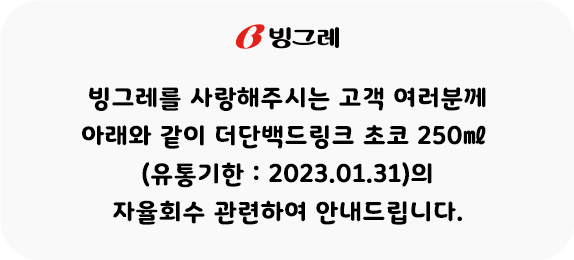 빙그레
빙그레를 사랑해주시는 고객 여러분께
아래와 같이 더단백드링크 초코 250㎖
(유통기한 : 2023.01.31)의
자율회수 관련하여 안내드립니다.